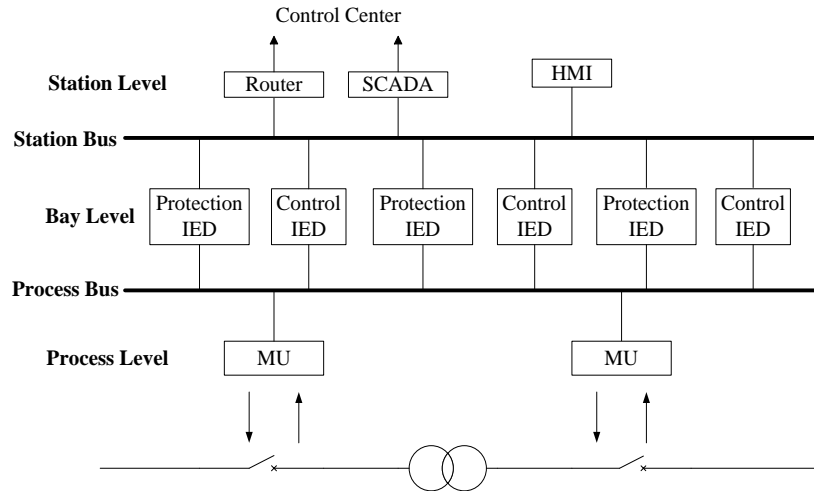 Control Center
Station Level
Router
SCADA
HMI
Station Bus
Bay Level
Protection
IED
Control
IED
Protection
IED
Control
IED
Protection
IED
Control
IED
Process Bus
Process Level
MU
MU